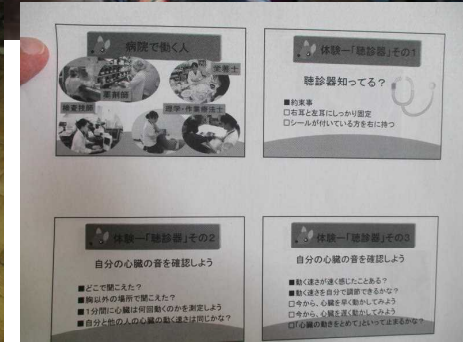 病院で働く人
栄養士
薬剤師
検査技師
理学・作業療法士
体験一「聴診器」その1
聴診器知ってる?
■約束事
□右耳と左耳にしっかり固定
□シールが付いている方を右に持つ
体験一「聴診器」その2
自分の心臓の音を確認しよう
■どこで聞こえた?
■胸以外の場所で聞こえた?
■1分間に心臓は何回動くのかを測定しよう
■自分と他の人の心臓の動く速さは同じかな?
体験一「聴診器」その3
自分の心臓の音を確認しよう
■動く速さが速く感じたことある?
■動く速さを自分で調節できるかな?
□今から、心臓を早く動かしてみよう
□今から、心臓を遅く動かしてみよう
□「心臓の動きをとめて」といって止まるかな?